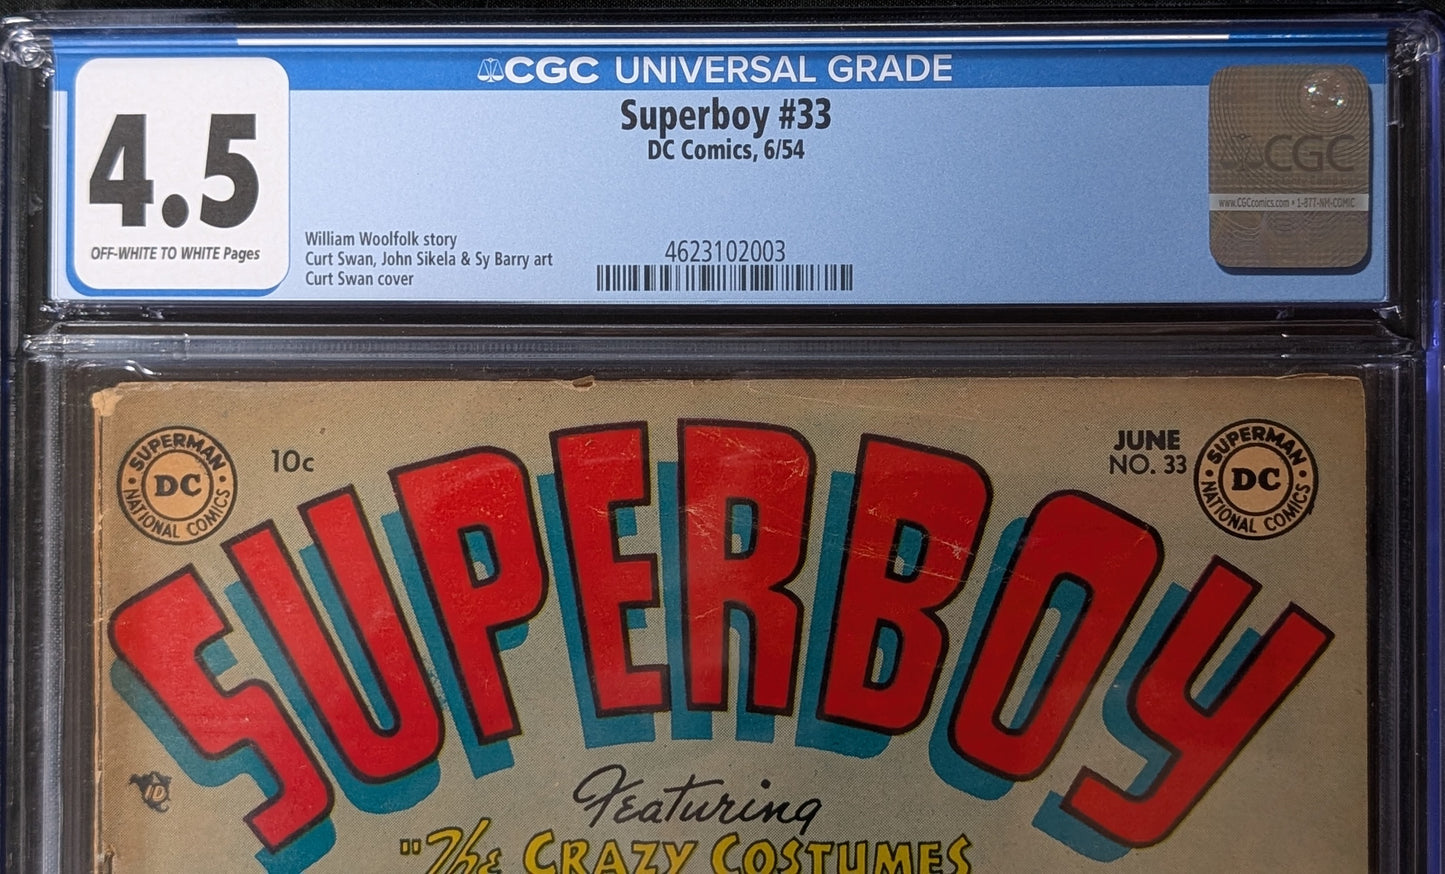 CGC UNIVERSAL GRADE
4.5
OFF-WHITE TO WHITE Pages
Superboy #33
DC Comics, 6/54
William Woolfolk story
Curt Swan, John Sikela & Sy Barry art
Curt Swan cover
4623102003
CGC
www.CGCcomics.com • 1-877-NM-COMIC
SUPERMAN
DC
NATIONAL COMICS
10c
JUNE
NO. 33
SUPERMAN
DC
NATIONAL COMICS
SUPERBOY
ID
Featuring
"The CRAZY COSTUMES